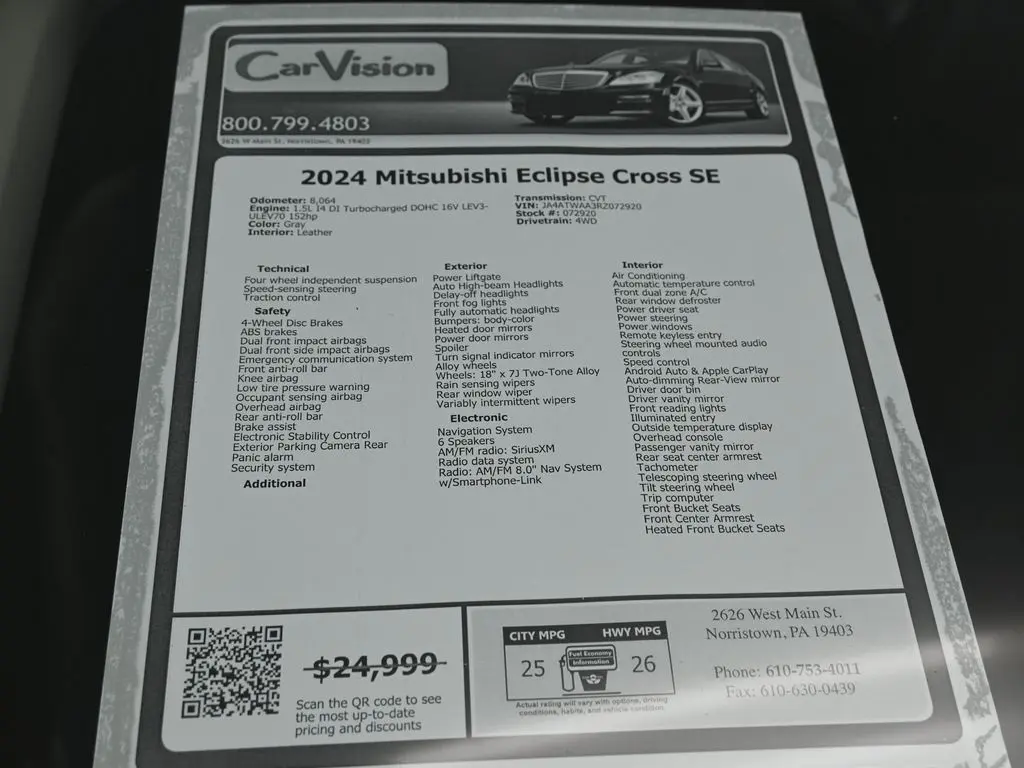 CarVision
800.799.4803
2626 W Main St, Norristown, PA 19403
2024 Mitsubishi Eclipse Cross SE
Odometer: 8,064
Engine: 1.5L I4 DI Turbocharged DOHC 16V LEV3-
ULEV70 152hp
Color: Gray
Interior: Leather
Transmission: CVT
VIN: JA4ATWAA3RZ072920
Stock #: 072920
Drivetrain: 4WD
Technical
Four wheel independent suspension
Speed-sensing steering
Traction control
Safety
4-Wheel Disc Brakes
ABS brakes
Dual front impact airbags
Dual front side impact airbags
Emergency communication system
Front anti-roll bar
Knee airbag
Low tire pressure warning
Occupant sensing airbag
Overhead airbag
Rear anti-roll bar
Brake assist
Electronic Stability Control
Exterior Parking Camera Rear
Panic alarm
Security system
Additional
Exterior
Power Liftgate
Auto High-beam Headlights
Delay-off headlights
Front fog lights
Fully automatic headlights
Bumpers: body-color
Heated door mirrors
Power door mirrors
Spoiler
Turn signal indicator mirrors
Alloy wheels
Wheels: 18" x 7J Two-Tone Alloy
Rain sensing wipers
Rear window wiper
Variably intermittent wipers
Electronic
Navigation System
6 Speakers
AM/FM radio: SiriusXM
Radio data system
Radio: AM/FM 8.0" Nav System
w/Smartphone-Link
Interior
Air Conditioning
Automatic temperature control
Front dual zone A/C
Rear window defroster
Power driver seat
Power steering
Power windows
Remote keyless entry
Steering wheel mounted audio
controls
Speed control
Android Auto & Apple CarPlay
Auto-dimming Rear-View mirror
Driver door bin
Driver vanity mirror
Front reading lights
Illuminated entry
Outside temperature display
Overhead console
Passenger vanity mirror
Rear seat center armrest
Tachometer
Telescoping steering wheel
Tilt steering wheel
Trip computer
Front Bucket Seats
Front Center Armrest
Heated Front Bucket Seats
$24,999
Scan the QR code to see
the most up-to-date
pricing and discounts
CITY MPG
HWY MPG
25
Fuel Economy
Information
26
Actual rating will vary with options, driving
conditions, habits, and vehicle condition.
2626 West Main St.
Norristown, PA 19403
Phone: 610-753-4011
Fax: 610-630-0439